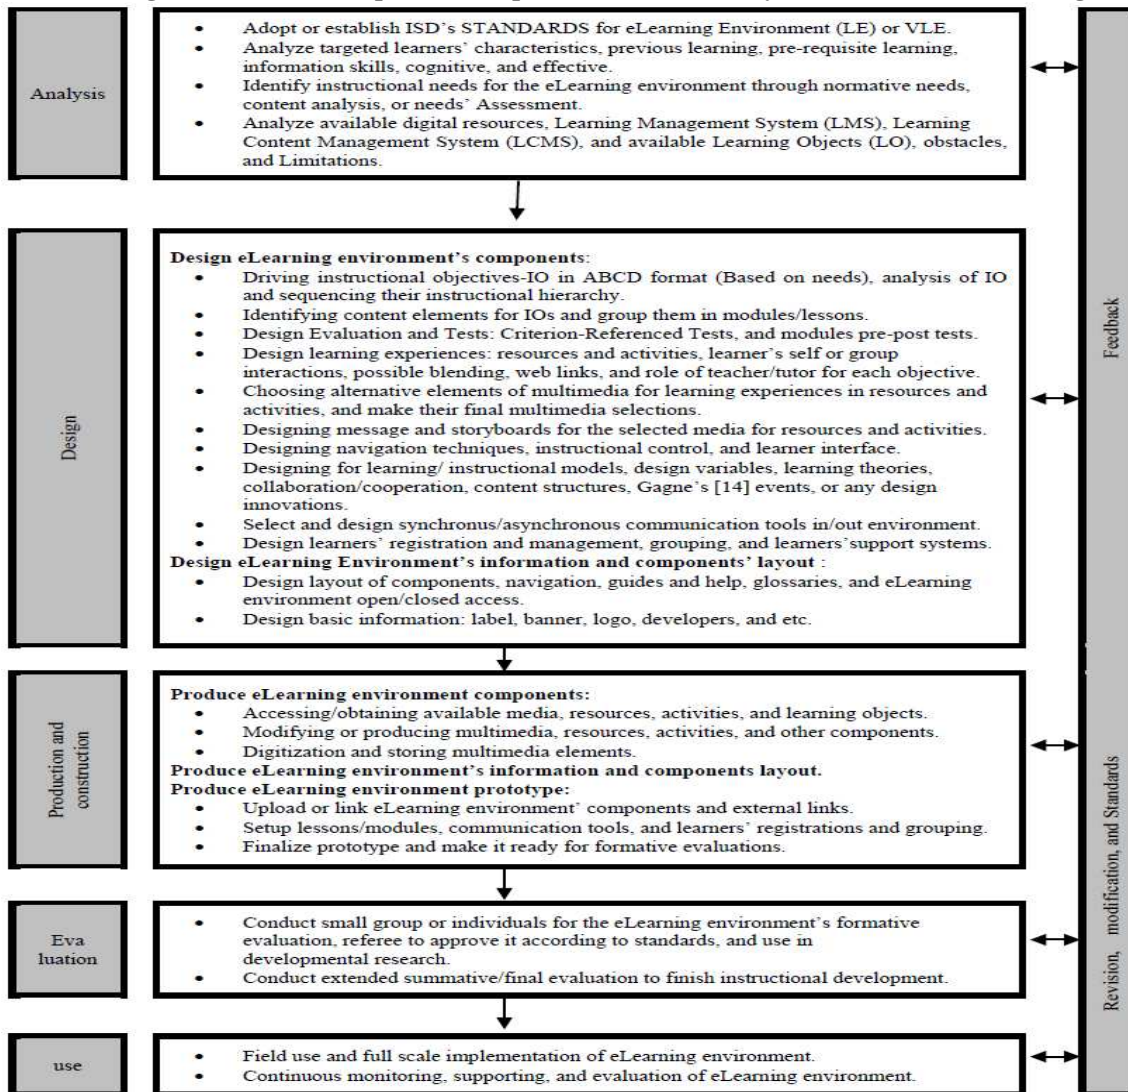 Analysis
• Adopt or establish ISD's STANDARDS for eLearning Environment (LE) or VLE.
• Analyze targeted learners' characteristics, previous learning, pre-requisite learning,
information skills, cognitive, and effective.
• Identify instructional needs for the eLearning environment through normative needs,
content analysis, or needs' Assessment.
• Analyze available digital resources, Learning Management System (LMS), Learning
Content Management System (LCMS), and available Learning Objects (LO), obstacles,
and Limitations.
Design
Design eLearning environment's components:
• Driving instructional objectives-IO in ABCD format (Based on needs), analysis of IO
and sequencing their instructional hierarchy.
• Identifying content elements for IOs and group them in modules/lessons.
• Design Evaluation and Tests: Criterion-Referenced Tests, and modules pre-post tests.
• Design learning experiences: resources and activities, learner's self or group
interactions, possible blending, web links, and role of teacher/tutor for each objective.
• Choosing alternative elements of multimedia for learning experiences in resources and
activities, and make their final multimedia selections.
• Designing message and storyboards for the selected media for resources and activities.
• Designing navigation techniques, instructional control, and learner interface.
• Designing for learning/ instructional models, design variables, learning theories,
collaboration/cooperation, content structures, Gagne's [14] events, or any design
innovations.
• Select and design synchronus/asynchronous communication tools in/out environment.
• Design learners' registration and management, grouping, and learners'support systems.
Design eLearning Environment's information and components' layout :
• Design layout of components, navigation, guides and help, glossaries, and eLearning
environment open/closed access.
• Design basic information: label, banner, logo, developers, and etc.
Production and
construction
Produce eLearning environment components:
• Accessing/obtaining available media, resources, activities, and learning objects.
• Modifying or producing multimedia, resources, activities, and other components.
• Digitization and storing multimedia elements.
Produce eLearning environment's information and components layout.
Produce eLearning environment prototype:
• Upload or link eLearning environment' components and external links.
• Setup lessons/modules, communication tools, and learners' registrations and grouping.
• Finalize prototype and make it ready for formative evaluations.
Eva
luation
• Conduct small group or individuals for the eLearning environment's formative
evaluation, referee to approve it according to standards, and use in
developmental research.
• Conduct extended summative/final evaluation to finish instructional development.
use
• Field use and full scale implementation of eLearning environment.
• Continuous monitoring, supporting, and evaluation of eLearning environment.
Revision, modification, and Standards Feedback